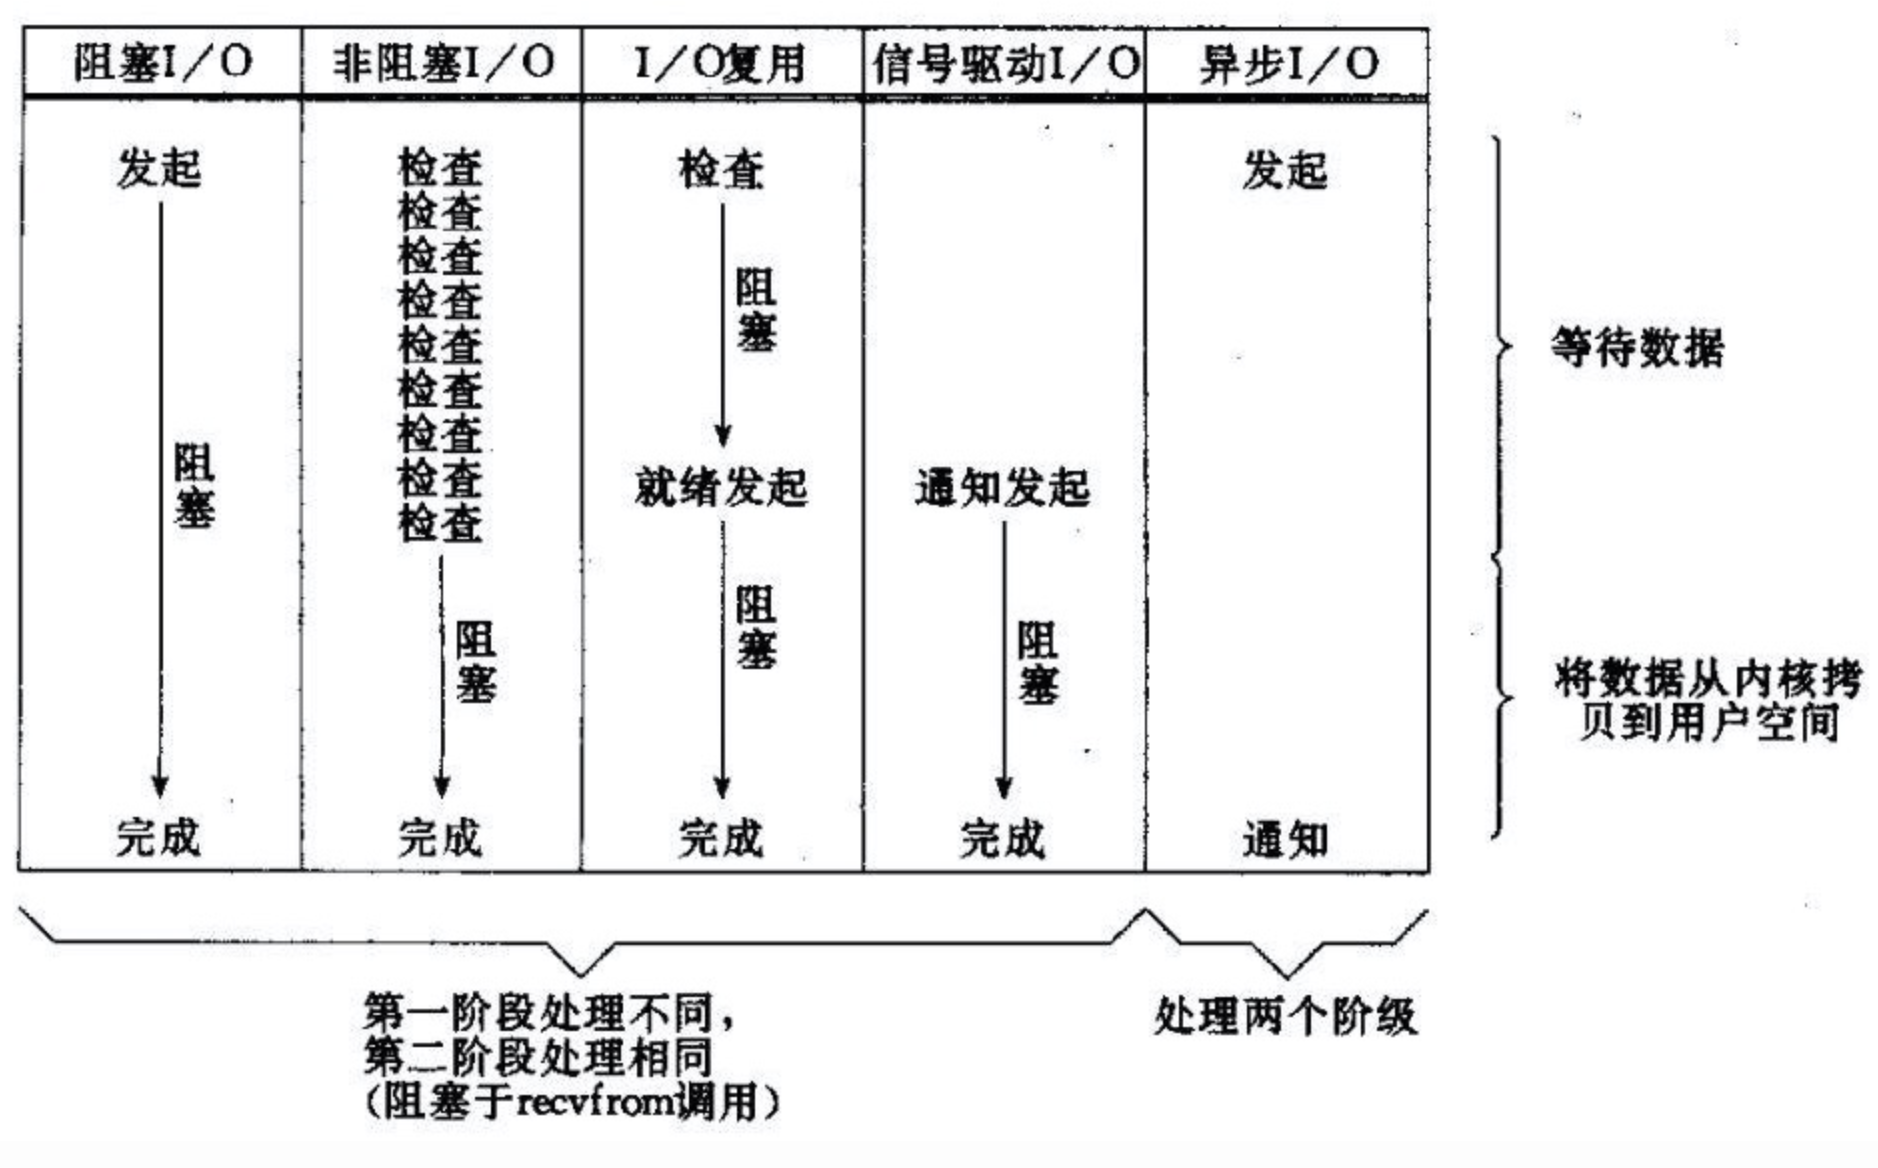 阻塞I/O 非阻塞I/O I/O复用 信号驱动I/O 异步I/O
发起
阻塞
完成
检查
检查
检查
检查
检查
检查
检查
检查
检查
阻塞
完成
检查
阻塞
就绪发起
阻塞
完成
通知发起
阻塞
完成
发起
通知
等待数据
将数据从内核拷
贝到用户空间
第一阶段处理不同，
第二阶段处理相同
（阻塞于recvfrom调用）
处理两个阶级